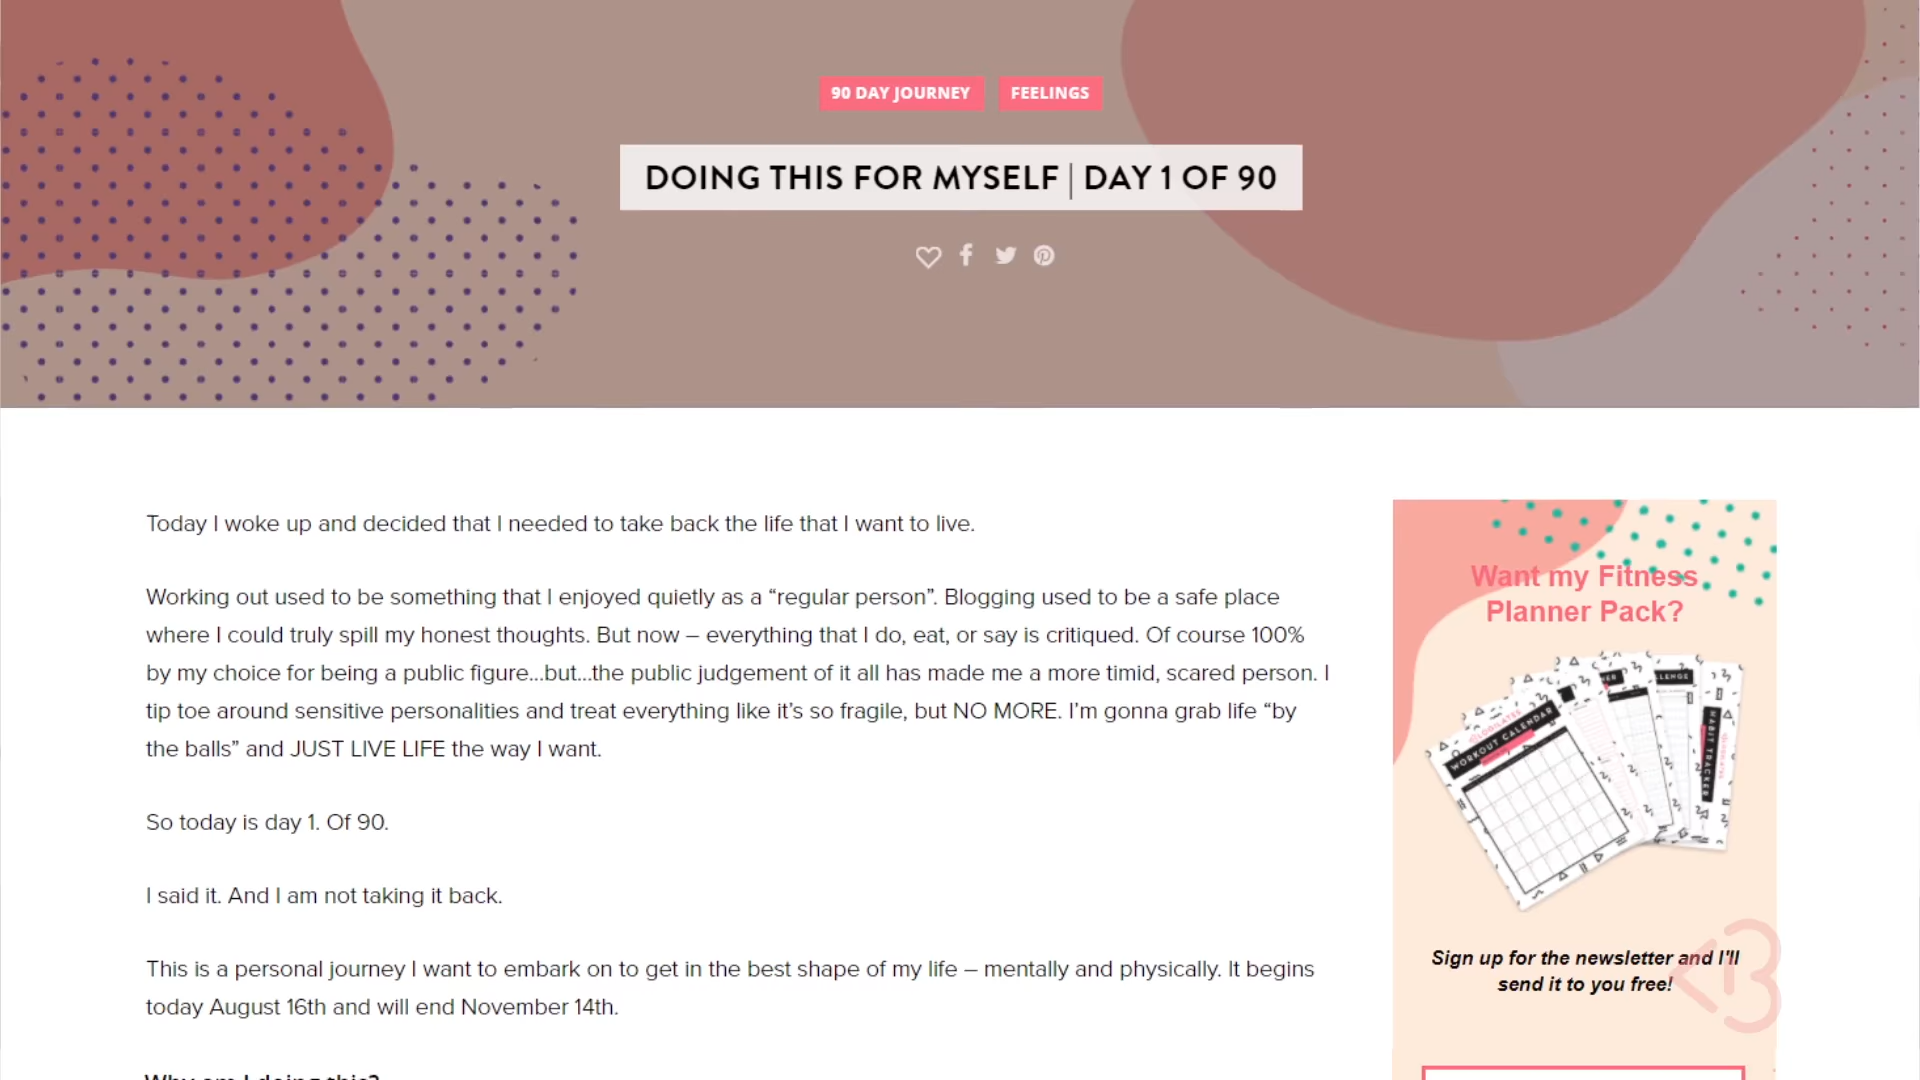 90 DAY JOURNEY
FEELINGS
DOING THIS FOR MYSELF | DAY 1 OF 90
Today I woke up and decided that I needed to take back the life that I want to live.
Working out used to be something that I enjoyed quietly as a “regular person”. Blogging used to be a safe place
where I could truly spill my honest thoughts. But now – everything that I do, eat, or say is critiqued. Of course 100%
by my choice for being a public figure...but...the public judgement of it all has made me a more timid, scared person. I
tip toe around sensitive personalities and treat everything like it’s so fragile, but NO MORE. I’m gonna grab life “by
the balls” and JUST LIVE LIFE the way I want.
So today is day 1. Of 90.
I said it. And I am not taking it back.
This is a personal journey I want to embark on to get in the best shape of my life – mentally and physically. It begins
today August 16th and will end November 14th.
Why am I doing this?
Want my Fitness
Planner Pack?
WORKOUT CALENDAR
HABIT TRACKER
Sign up for the newsletter and I'll
send it to you free!